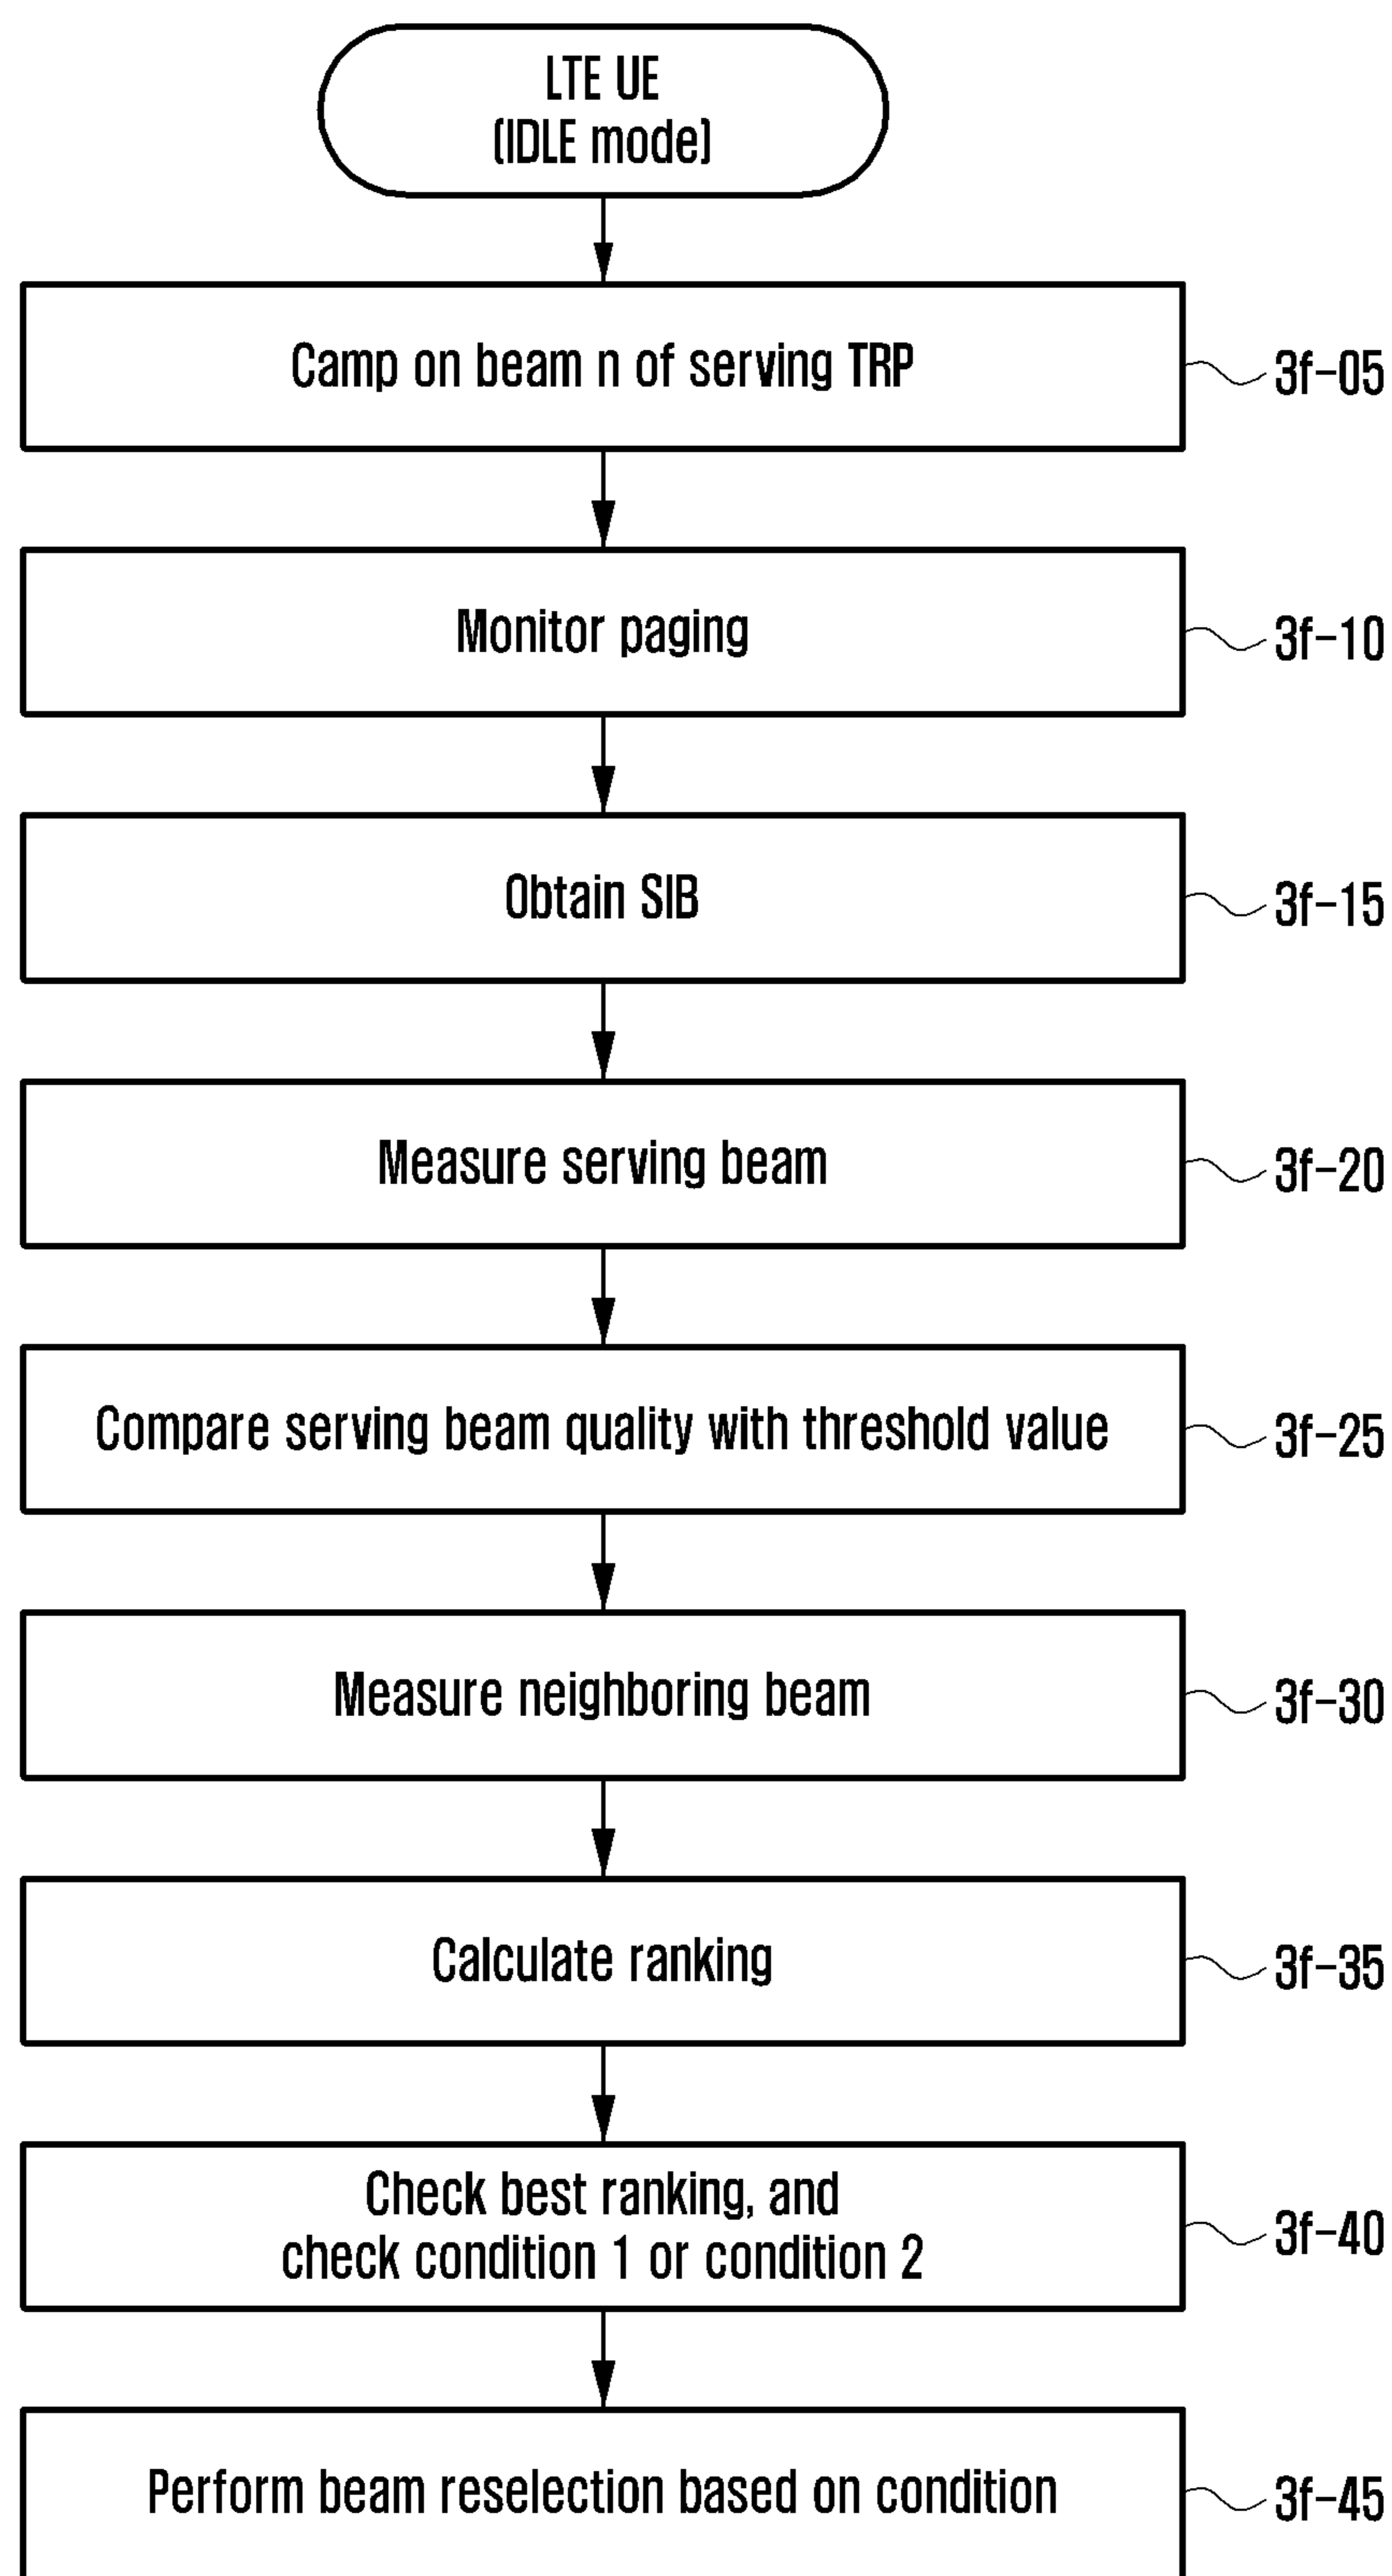 LTE UE
(IDLE mode)
Camp on beam n of serving TRP
3f-05
Monitor paging
3f-10
Obtain SIB
3f-15
Measure serving beam
3f-20
Compare serving beam quality with threshold value
3f-25
Measure neighboring beam
3f-30
Calculate ranking
3f-35
Check best ranking, and
check condition 1 or condition 2
3f-40
Perform beam reselection based on condition
3f-45